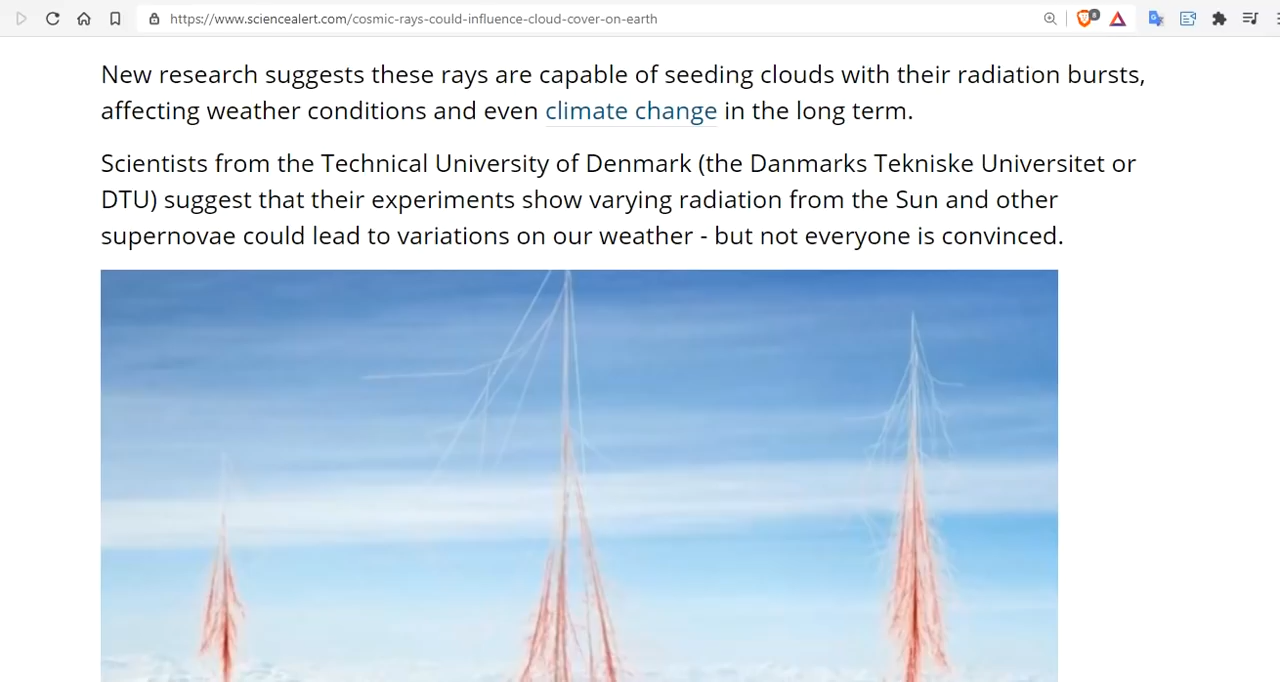 https://www.sciencealert.com/cosmic-rays-could-influence-cloud-cover-on-earth
New research suggests these rays are capable of seeding clouds with their radiation bursts,
affecting weather conditions and even climate change in the long term.
Scientists from the Technical University of Denmark (the Danmarks Tekniske Universitet or
DTU) suggest that their experiments show varying radiation from the Sun and other
supernovae could lead to variations on our weather - but not everyone is convinced.